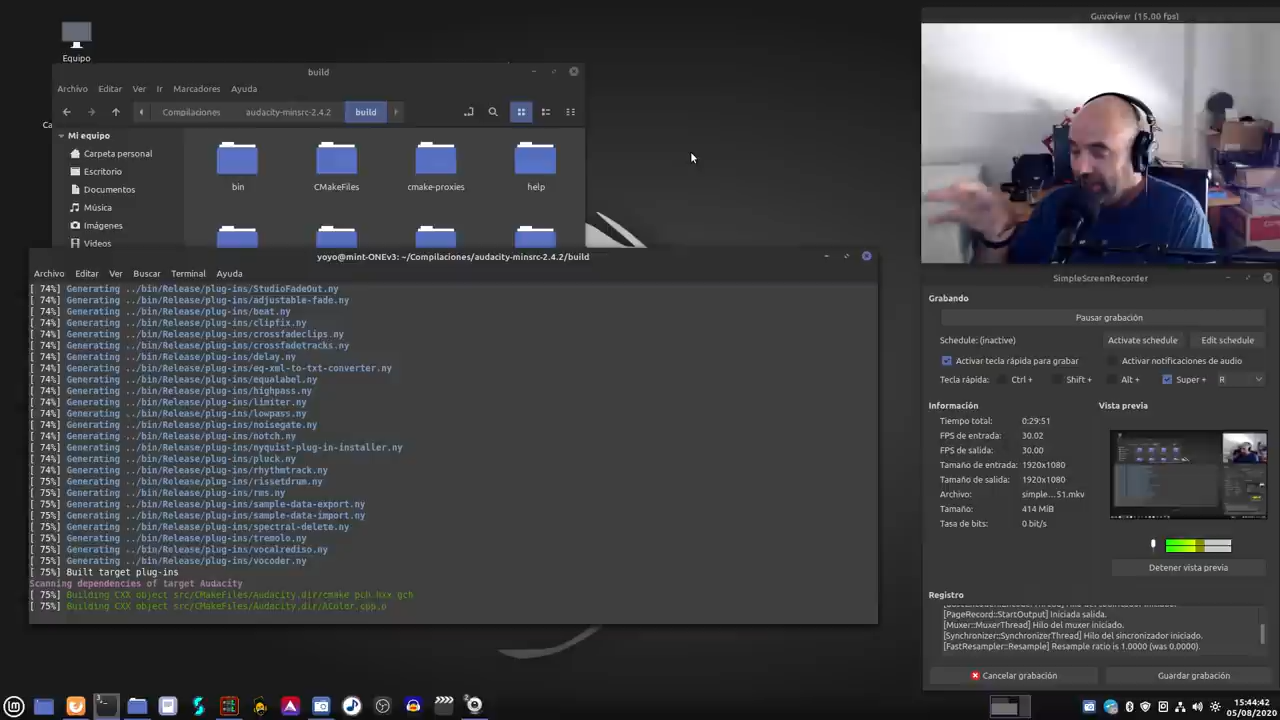 Equipo
build
Archivo Editar Ver Ir Marcadores Ayuda
Compilaciones audacity-minsrc-2.4.2 build
Mi equipo
Carpeta personal
Escritorio
Documentos
Música
Imágenes
Vídeos
bin CMakeFiles cmake-proxies help
yoyo@mint-ONEv3: ~/Compilaciones/audacity-minsrc-2.4.2/build
Archivo Editar Ver Buscar Terminal Ayuda
[ 74%] Generating ../bin/Release/plug-ins/StudioFadeOut.ny
[ 74%] Generating ../bin/Release/plug-ins/adjustable-fade.ny
[ 74%] Generating ../bin/Release/plug-ins/beat.ny
[ 74%] Generating ../bin/Release/plug-ins/clipfix.ny
[ 74%] Generating ../bin/Release/plug-ins/crossfadeclips.ny
[ 74%] Generating ../bin/Release/plug-ins/crossfadetracks.ny
[ 74%] Generating ../bin/Release/plug-ins/delay.ny
[ 74%] Generating ../bin/Release/plug-ins/eq-xml-to-txt-converter.ny
[ 74%] Generating ../bin/Release/plug-ins/equalabel.ny
[ 74%] Generating ../bin/Release/plug-ins/highpass.ny
[ 74%] Generating ../bin/Release/plug-ins/limiter.ny
[ 74%] Generating ../bin/Release/plug-ins/lowpass.ny
[ 74%] Generating ../bin/Release/plug-ins/noisegate.ny
[ 74%] Generating ../bin/Release/plug-ins/notch.ny
[ 74%] Generating ../bin/Release/plug-ins/nyquist-plug-in-installer.ny
[ 74%] Generating ../bin/Release/plug-ins/pluck.ny
[ 74%] Generating ../bin/Release/plug-ins/rhythmtrack.ny
[ 75%] Generating ../bin/Release/plug-ins/rissetdrum.ny
[ 75%] Generating ../bin/Release/plug-ins/rms.ny
[ 75%] Generating ../bin/Release/plug-ins/sample-data-export.ny
[ 75%] Generating ../bin/Release/plug-ins/sample-data-import.ny
[ 75%] Generating ../bin/Release/plug-ins/spectral-delete.ny
[ 75%] Generating ../bin/Release/plug-ins/tremolo.ny
[ 75%] Generating ../bin/Release/plug-ins/vocalrediso.ny
[ 75%] Generating ../bin/Release/plug-ins/vocoder.ny
[ 75%] Built target plug-ins
Scanning dependencies of target Audacity
[ 75%] Building CXX object src/CMakeFiles/Audacity.dir/cmake_pch.hxx.gch
[ 75%] Building CXX object src/CMakeFiles/Audacity.dir/AColor.cpp.o
Guvcview (15,00 fps)
SimpleScreenRecorder
Grabando
Pausar grabación
Schedule: (inactive) Activate schedule Edit schedule
Activar tecla rápida para grabar Activar notificaciones de audio
Tecla rápida: Ctrl + Shift + Alt + Super + R
Información Vista previa
Tiempo total: 0:29:51
FPS de entrada: 30.02
FPS de salida: 30.00
Tamaño de entrada: 1920x1080
Tamaño de salida: 1920x1080
Archivo: simple...51.mkv
Tamaño: 414 MiB
Tasa de bits: 0 bit/s
Detener vista previa
Registro
[PageRecord::StartOutput] Iniciada salida.
[Muxer::MuxerThread] Hilo del muxer iniciado.
[Synchronizer::SynchronizerThread] Hilo del sincronizador iniciado.
[FastResampler::Resample] Resample ratio is 1.0000 (was 0.0000).
Cancelar grabación Guardar grabación
15:44:42
05/08/2020